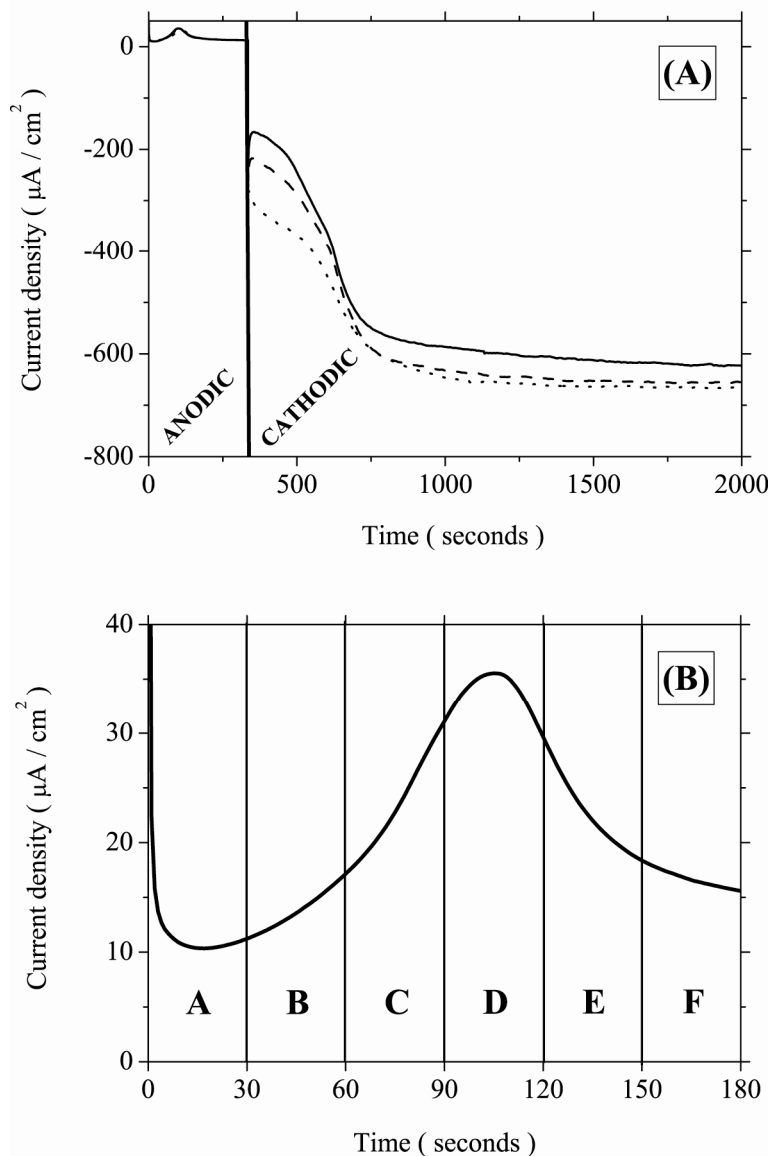 (A)
Current density ( μA / cm²  )
0
-200
-400
-600
-800
ANODIC
CATHODIC
0 500 1000 1500 2000
Time ( seconds )
(B)
Current density ( μA / cm²  )
40
30
20
10
0
A B C D E F
0 30 60 90 120 150 180
Time ( seconds )